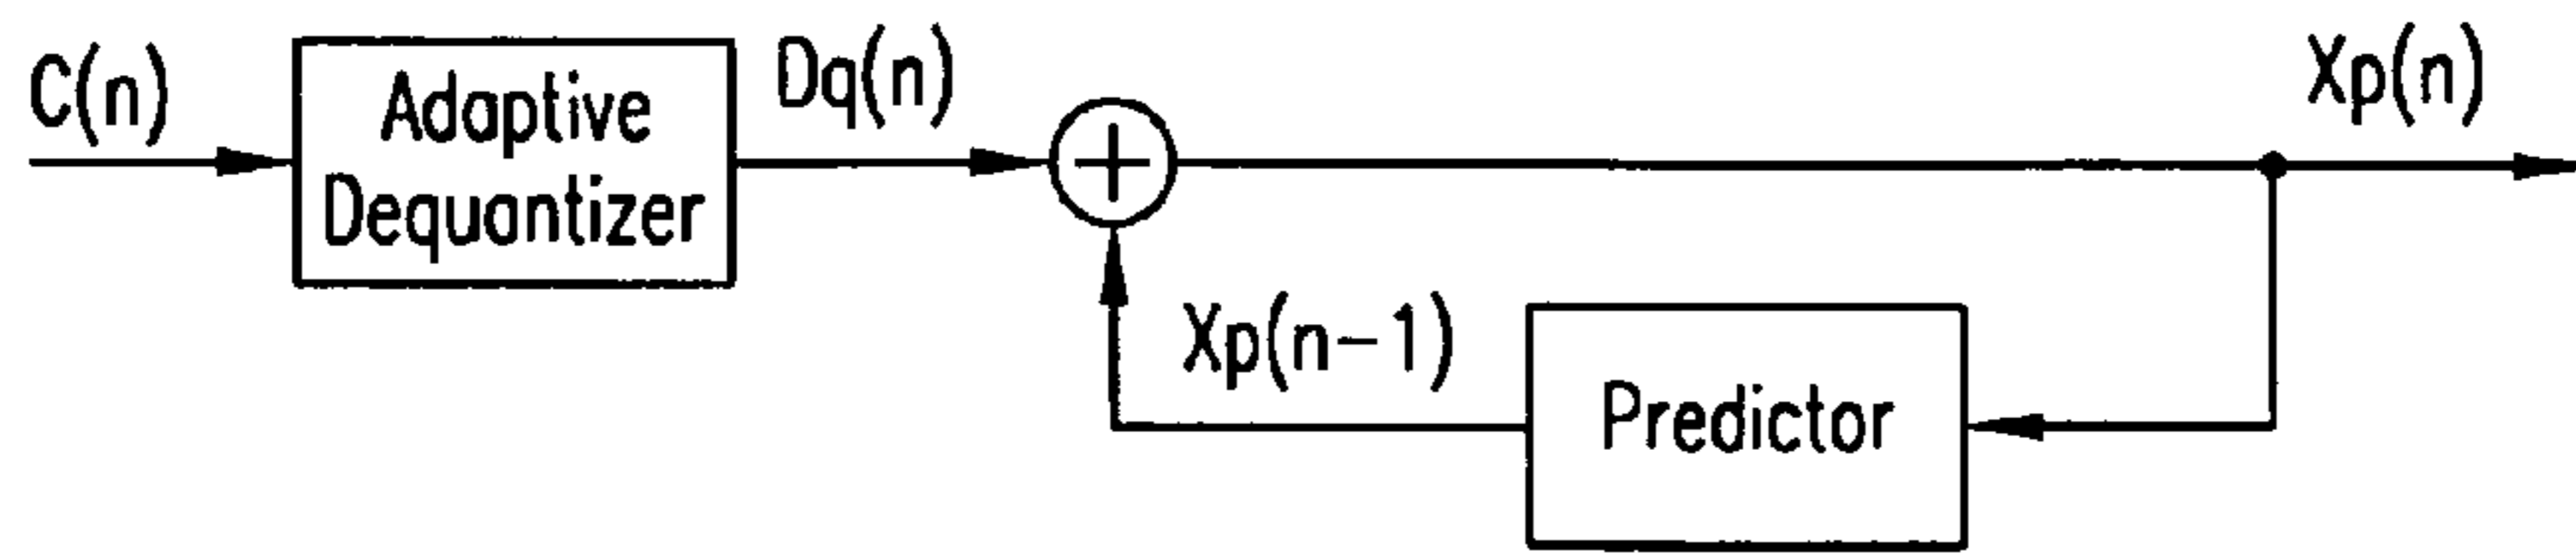 C(n)
Adaptive
Dequantizer
Dq(n)
Xp(n)
Xp(n-1)
Predictor